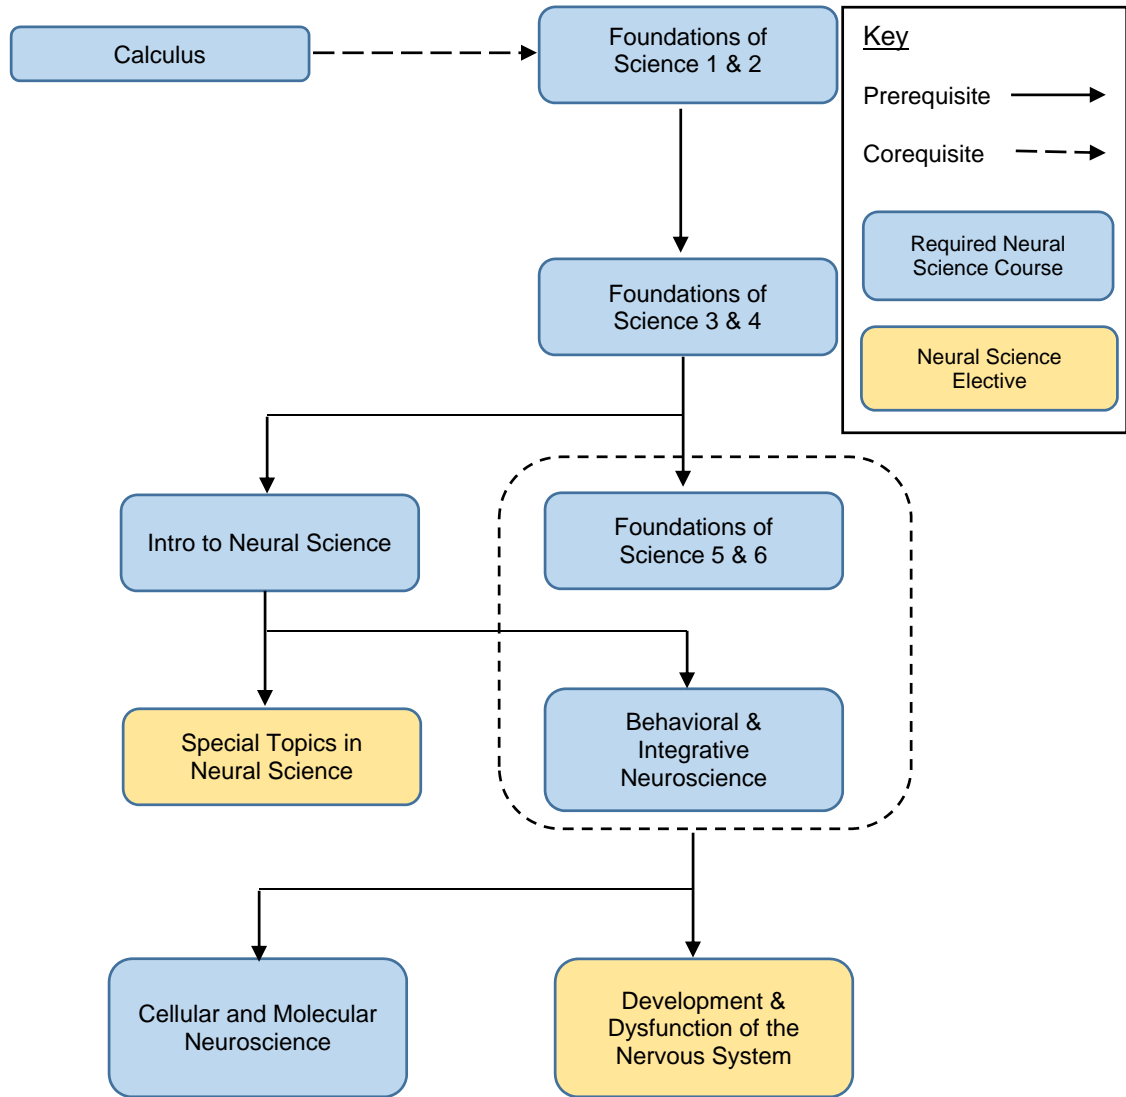 Calculus
Foundations of
Science 1 & 2
Key
Prerequisite
Corequisite
Required Neural
Science Course
Neural Science
Elective
Foundations of
Science 3 & 4
Intro to Neural Science
Foundations of
Science 5 & 6
Special Topics in
Neural Science
Behavioral &
Integrative
Neuroscience
Cellular and Molecular
Neuroscience
Development &
Dysfunction of the
Nervous System